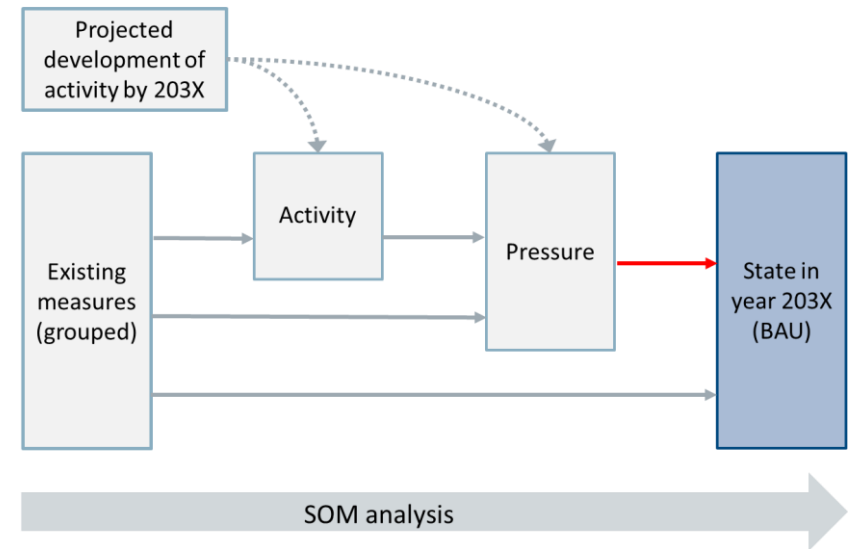 Projected
development of
activity by 203X
Existing
measures
(grouped)
Activity
Pressure
State in
year 203X
(BAU)
SOM analysis